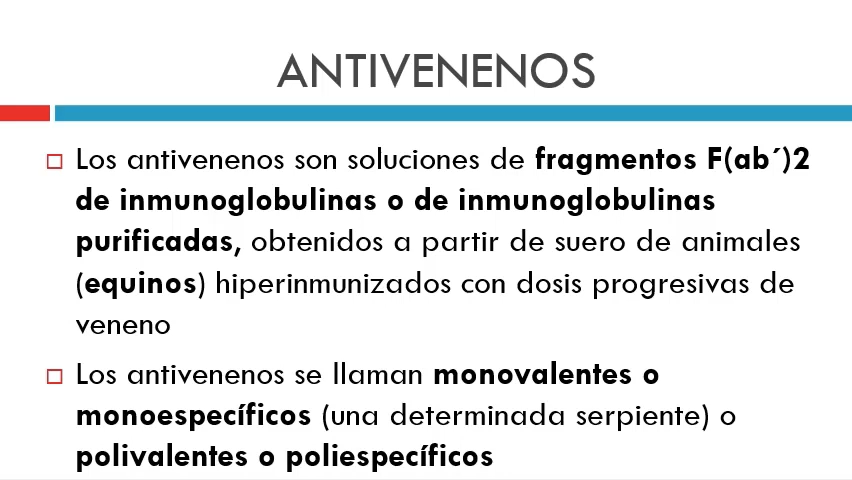 ANTIVENENOS
Los antivenenos son soluciones de fragmentos F(ab´)2
de inmunoglobulinas o de inmunoglobulinas
purificadas, obtenidos a partir de suero de animales
(equinos) hiperinmunizados con dosis progresivas de
veneno
Los antivenenos se llaman monovalentes o
monoespecíficos (una determinada serpiente) o
polivalentes o poliespecíficos